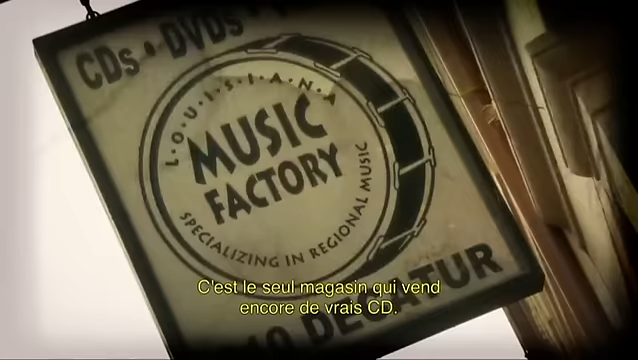 CDs • DVDs •
L•O•U•I•S•I•A•N•A
MUSIC
FACTORY
SPECIALIZING IN REGIONAL MUSIC
DECATUR
C'est le seul magasin qui vend
encore de vrais CD.